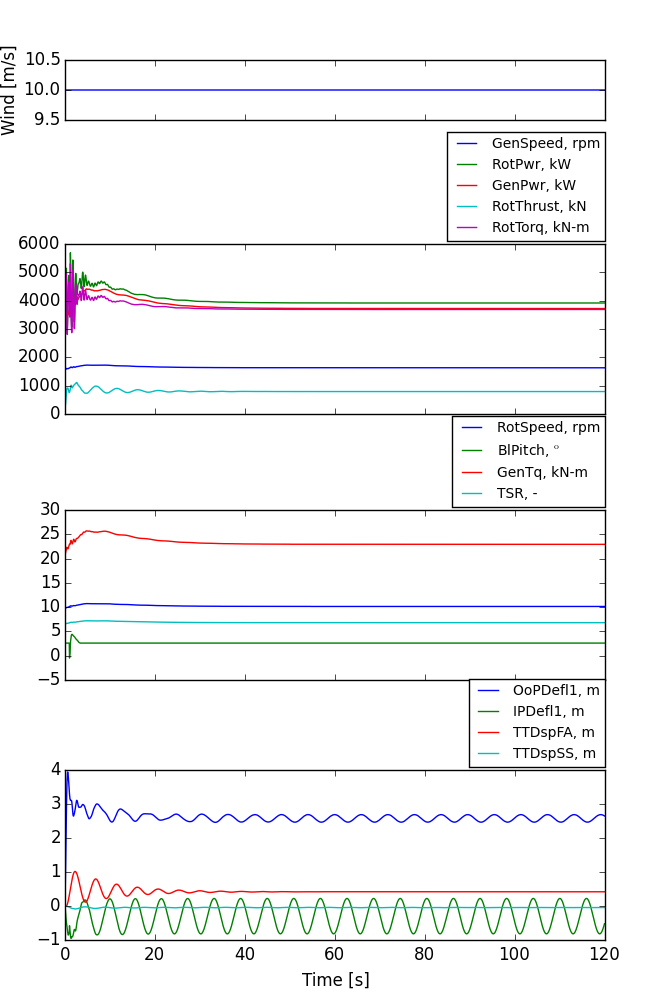 Wind [m/s]
10.5
10.0
9.5
GenSpeed, rpm
RotPwr, kW
GenPwr, kW
RotThrust, kN
RotTorq, kN-m
6000
5000
4000
3000
2000
1000
0
RotSpeed, rpm
BlPitch, °
GenTq, kN-m
TSR, -
30
25
20
15
10
5
0
−5
OoPDefl1, m
IPDefl1, m
TTDspFA, m
TTDspSS, m
4
3
2
1
0
−1
0 20 40 60 80 100 120
Time [s]